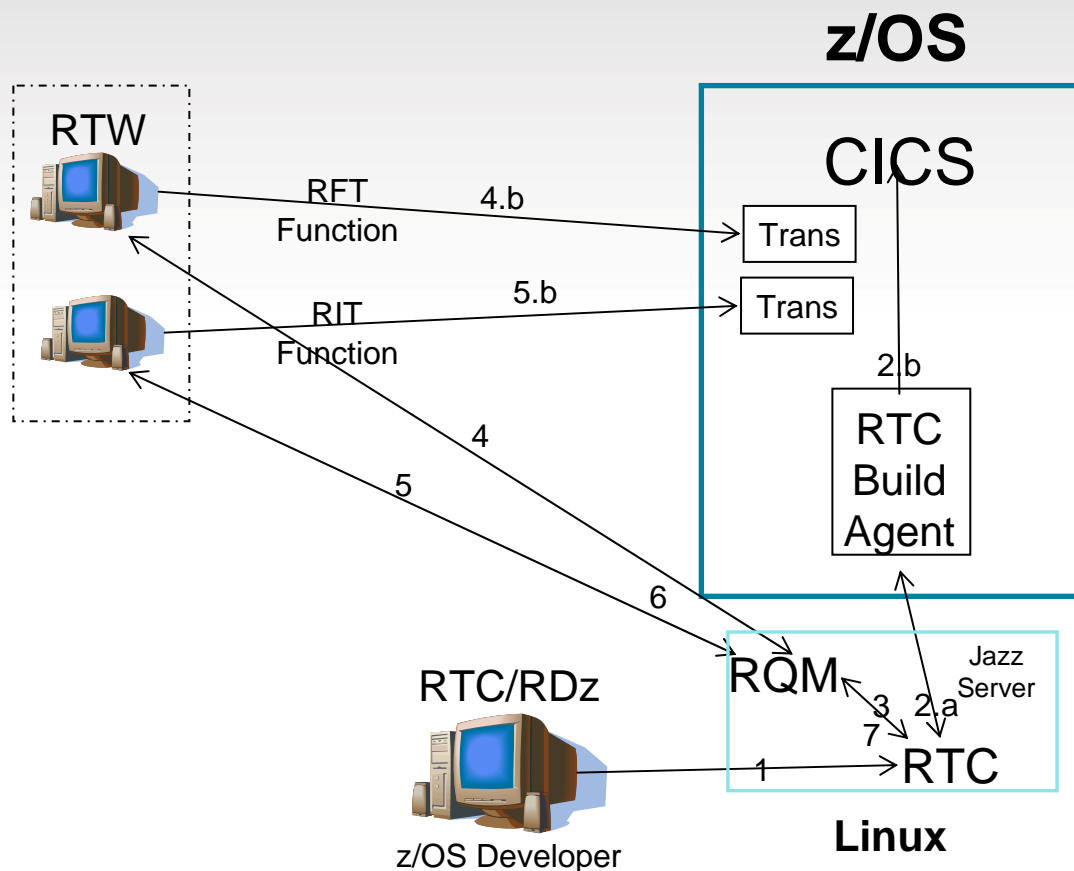 z/OS
RTW
CICS
RFT
Function
4.b
Trans
5.b
Trans
RIT
Function
2.b
RTC
Build
Agent
4
5
6
Jazz
Server
RQM
RTC/RDz
3
2.a
7
1
RTC
Linux
z/OS Developer